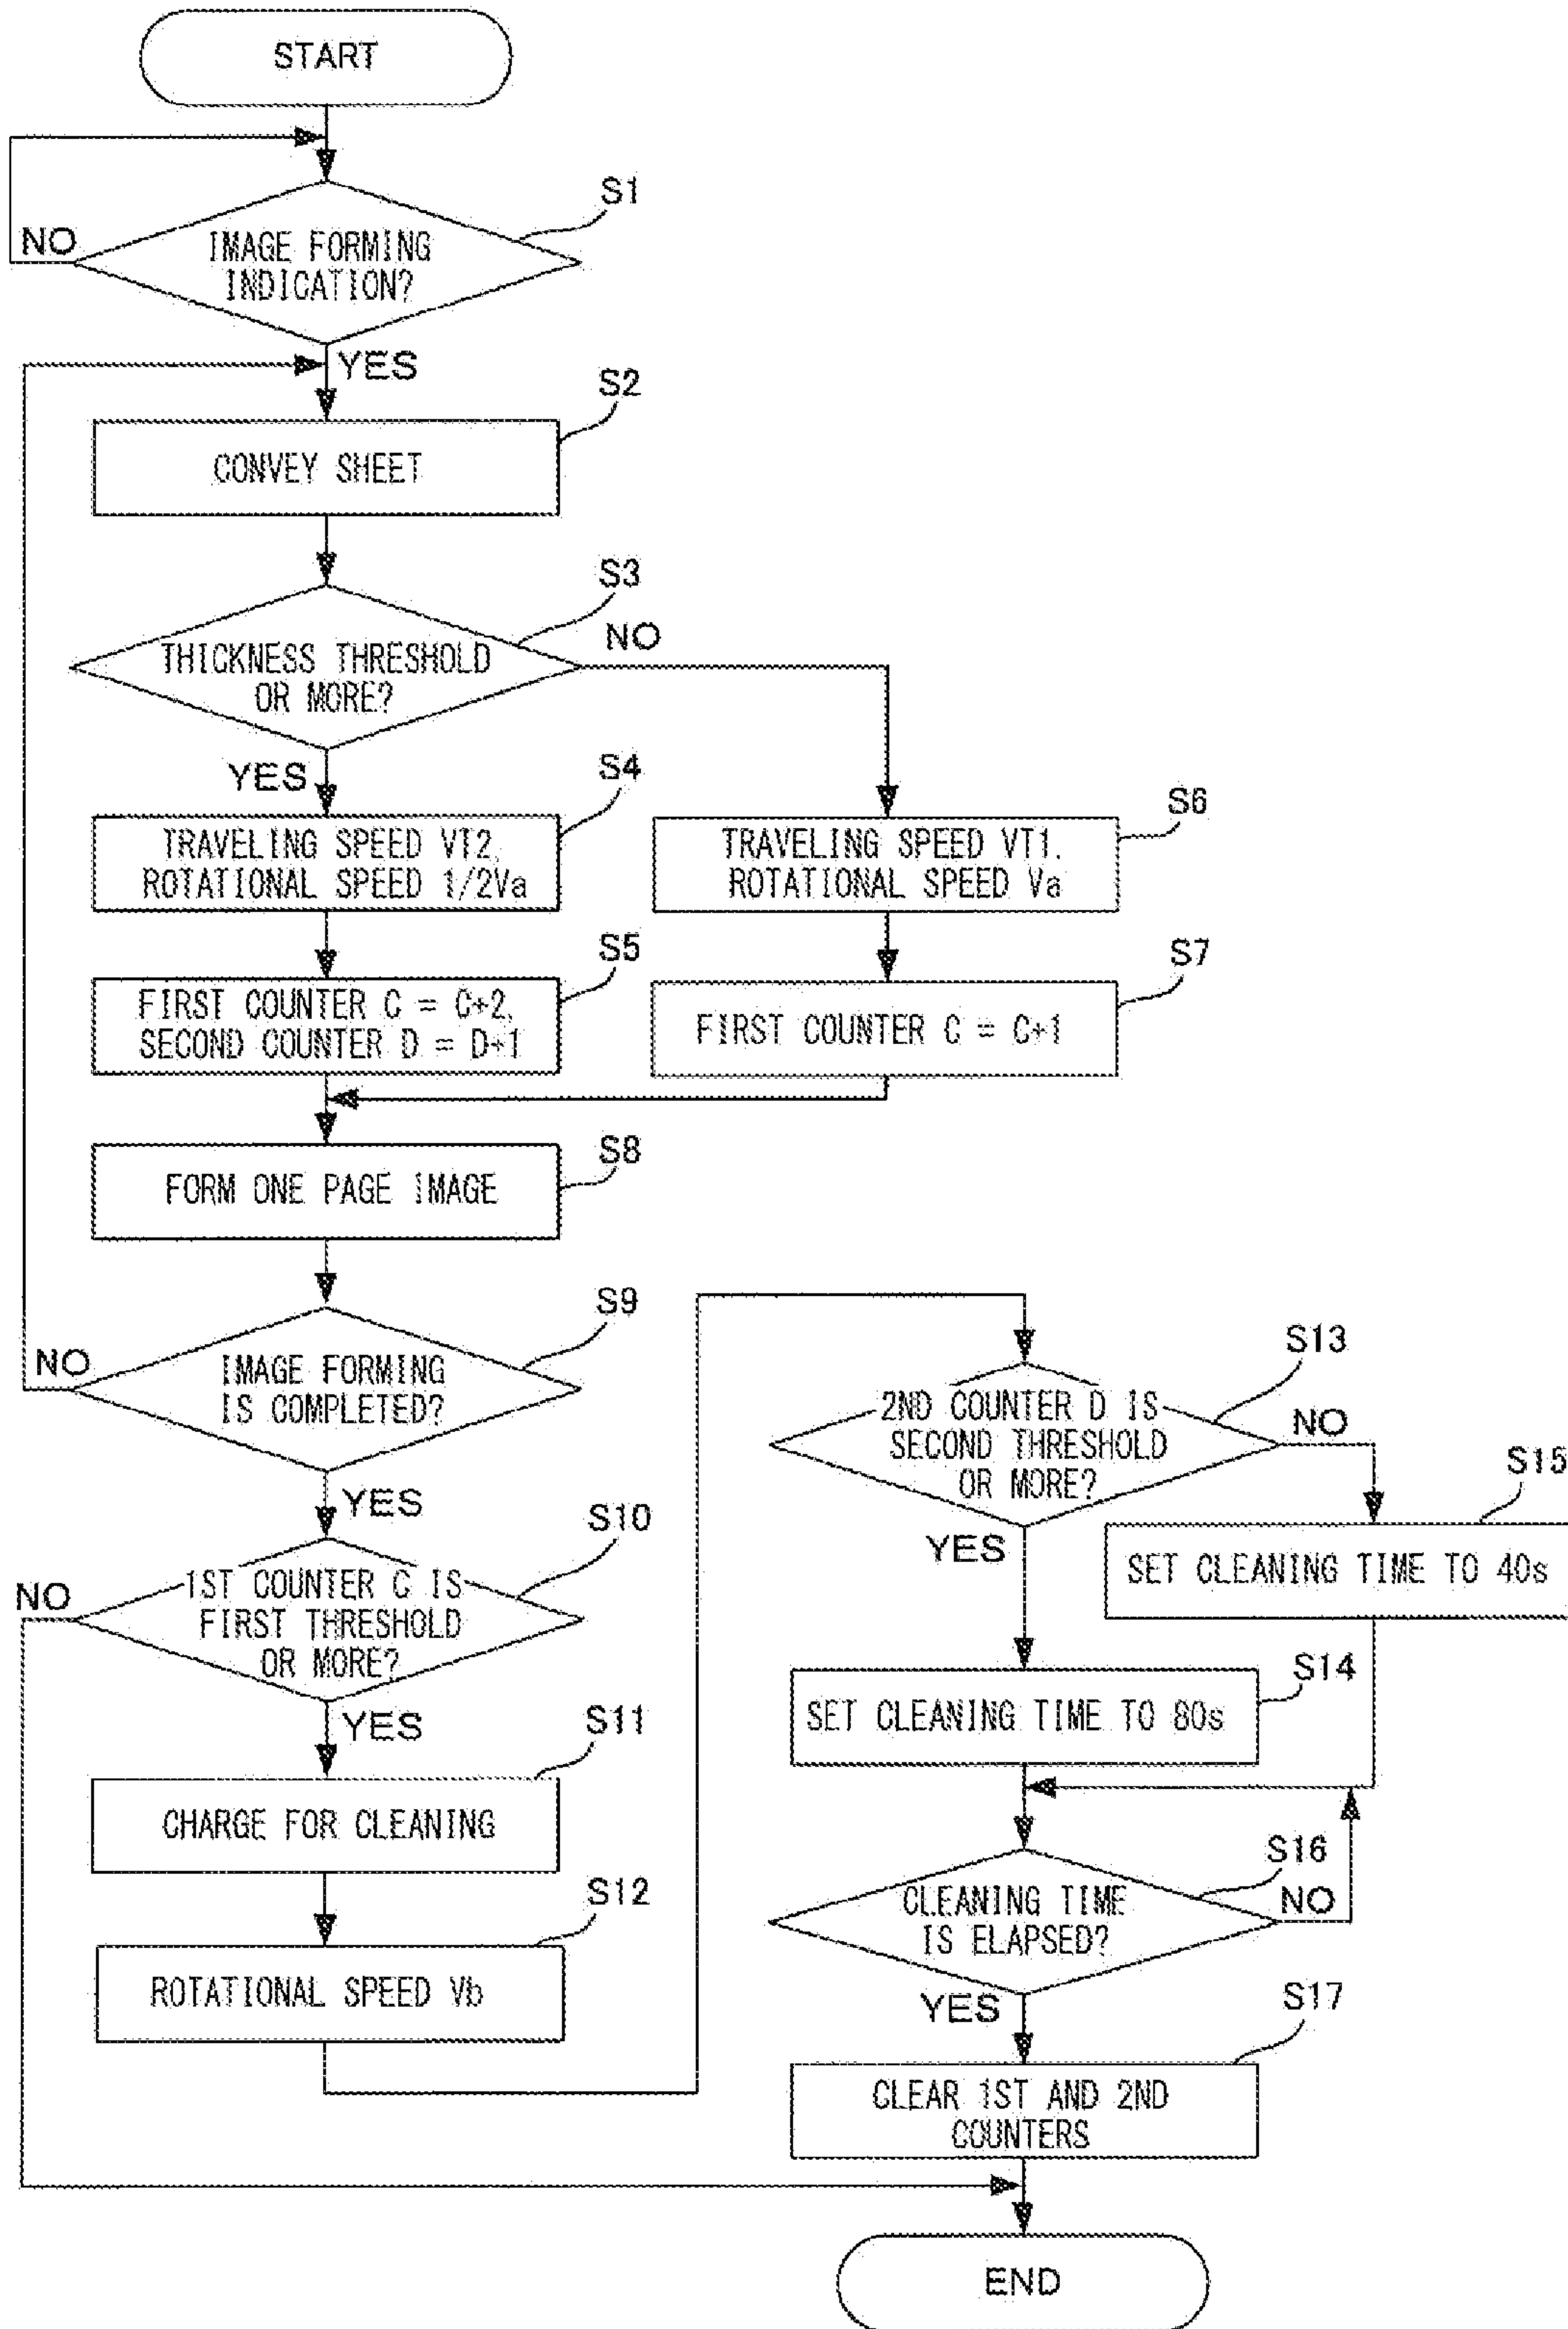 START
S1
NO
IMAGE FORMING
INDICATION?
YES
S2
CONVEY SHEET
S3
NO
THICKNESS THRESHOLD
OR MORE?
YES
S4
TRAVELING SPEED VT2,
ROTATIONAL SPEED 1/2Va
S6
TRAVELING SPEED VT1.
ROTATIONAL SPEED Va
S5
FIRST COUNTER C = C+2,
SECOND COUNTER D = D+1
S7
FIRST COUNTER C = C+1
S8
FORM ONE PAGE IMAGE
S9
NO
IMAGE FORMING
IS COMPLETED?
YES
S10
NO
1ST COUNTER C IS
FIRST THRESHOLD
OR MORE?
YES
S11
CHARGE FOR CLEANING
S12
ROTATIONAL SPEED Vb
S13
2ND COUNTER D IS
SECOND THRESHOLD
OR MORE?
NO
YES
S15
SET CLEANING TIME TO 40s
S14
SET CLEANING TIME TO 80s
S16
CLEANING TIME
IS ELAPSED?
NO
YES
S17
CLEAR 1ST AND 2ND
COUNTERS
END